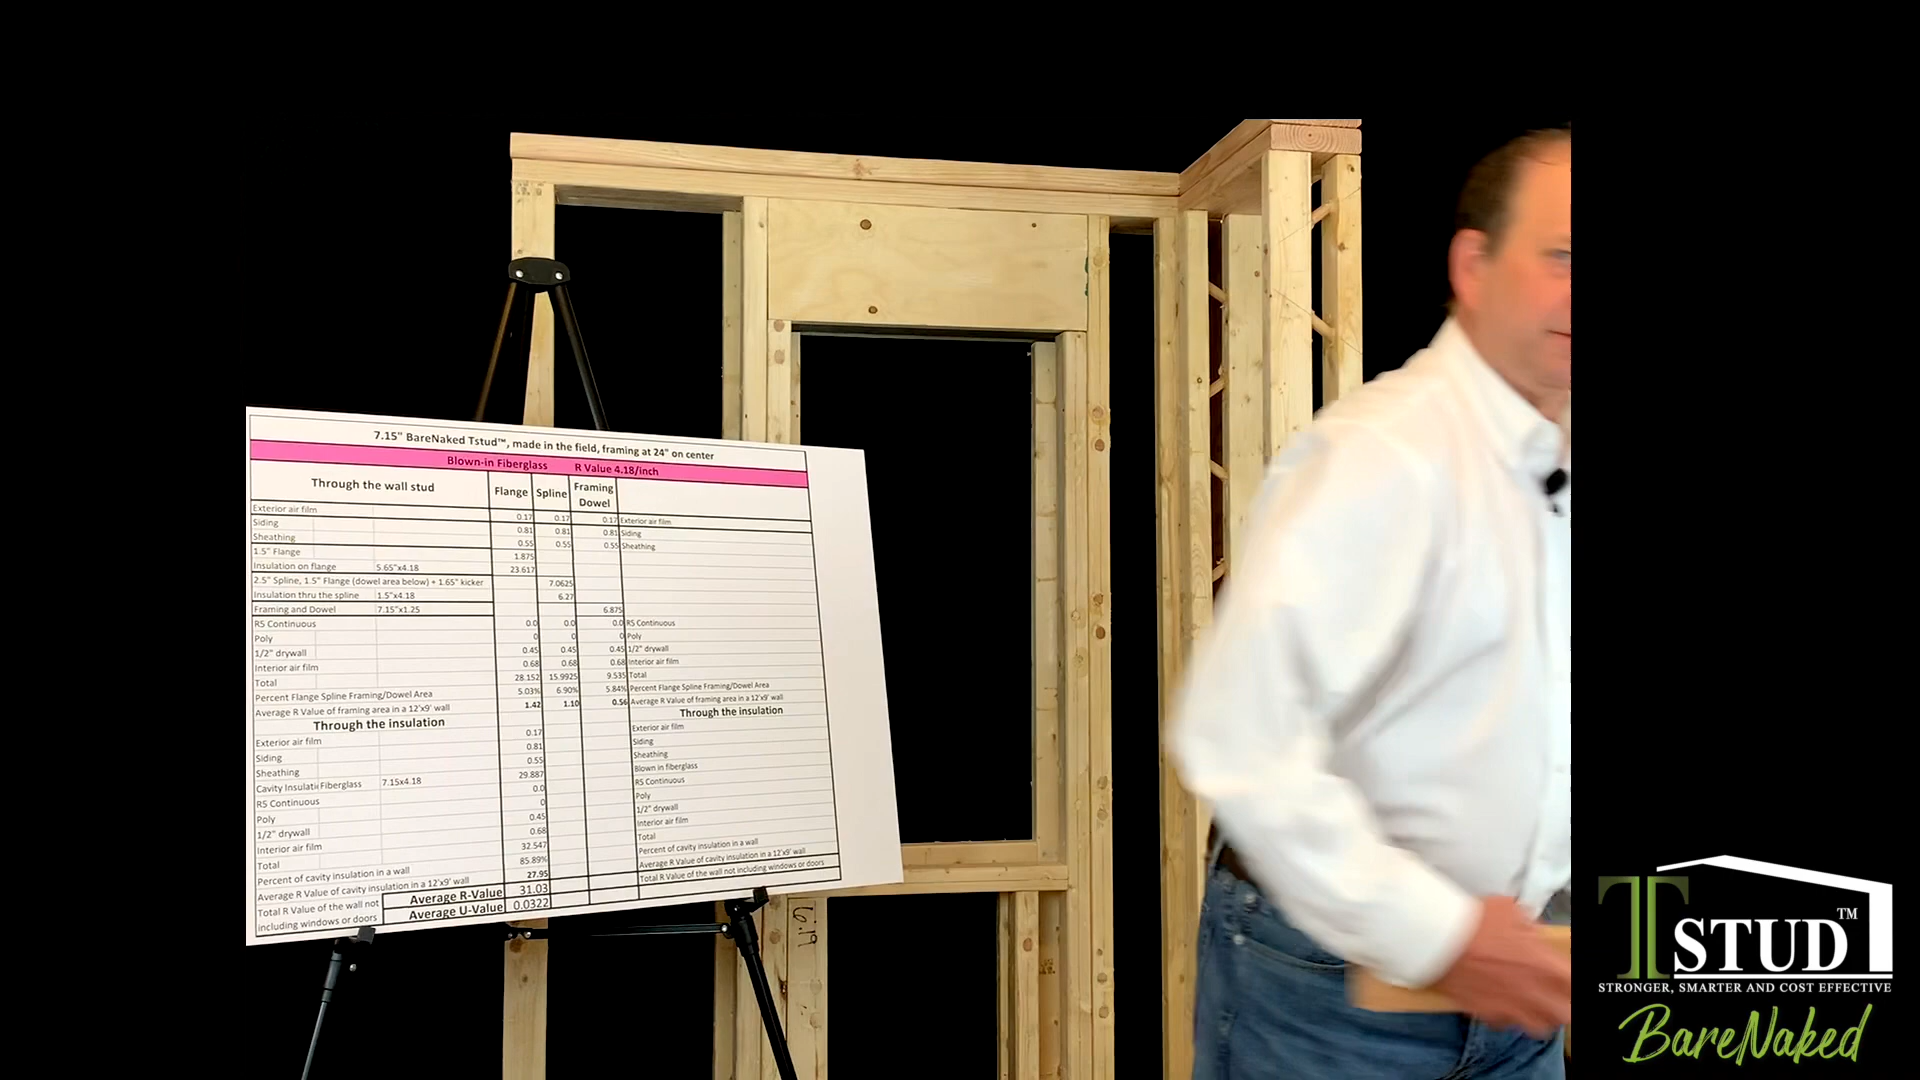 7.15" BareNaked Tstud™, made in the field, framing at 24" on center
Blown-in Fiberglass R Value 4.18/inch
Through the wall stud Flange Spline Framing Dowel
Exterior air film 0.17 0.17 0.17 Exterior air film
Siding 0.81 0.81 0.81 Siding
Sheathing 0.55 0.55 0.55 Sheathing
1.5" Flange 1.875
Insulation on flange 5.65"x4.18 23.617
2.5" Spline, 1.5" Flange (dowel area below) + 1.65" kicker 7.0625
Insulation thru the spline 1.5"x4.18 6.27
Framing and Dowel 7.15"x1.25 6.875
R5 Continuous 0.0 0.0 0.0 R5 Continuous
Poly 0 0 0 Poly
1/2" drywall 0.45 0.45 0.45 1/2" drywall
Interior air film 0.68 0.68 0.68 Interior air film
Total 28.152 15.9925 9.535 Total
Percent Flange Spline Framing/Dowel Area 5.03% 6.90% 5.84% Percent Flange Spline Framing/Dowel Area
Average R Value of framing area in a 12'x9' wall 1.42 1.10 0.56 Average R Value of framing area in a 12'x9' wall
Through the insulation Through the insulation
Exterior air film 0.17 Exterior air film
Siding 0.81 Siding
Sheathing 0.55 Sheathing
Cavity Insulati Fiberglass 7.15x4.18 29.887 Blown in fiberglass
R5 Continuous 0.0 R5 Continuous
Poly 0 Poly
1/2" drywall 0.45 1/2" drywall
Interior air film 0.68 Interior air film
Total 32.547 Total
Percent of cavity insulation in a wall 85.89% Percent of cavity insulation in a wall
Average R Value of cavity insulation in a 12'x9' wall 27.95 Average R Value of cavity insulation in a 12'x9' wall
Total R Value of the wall not including windows or doors Average R-Value 31.03 Total R Value of the wall not including windows or doors
Average U-Value 0.0322
6.19
TSTUD™
STRONGER, SMARTER AND COST EFFECTIVE
BareNaked